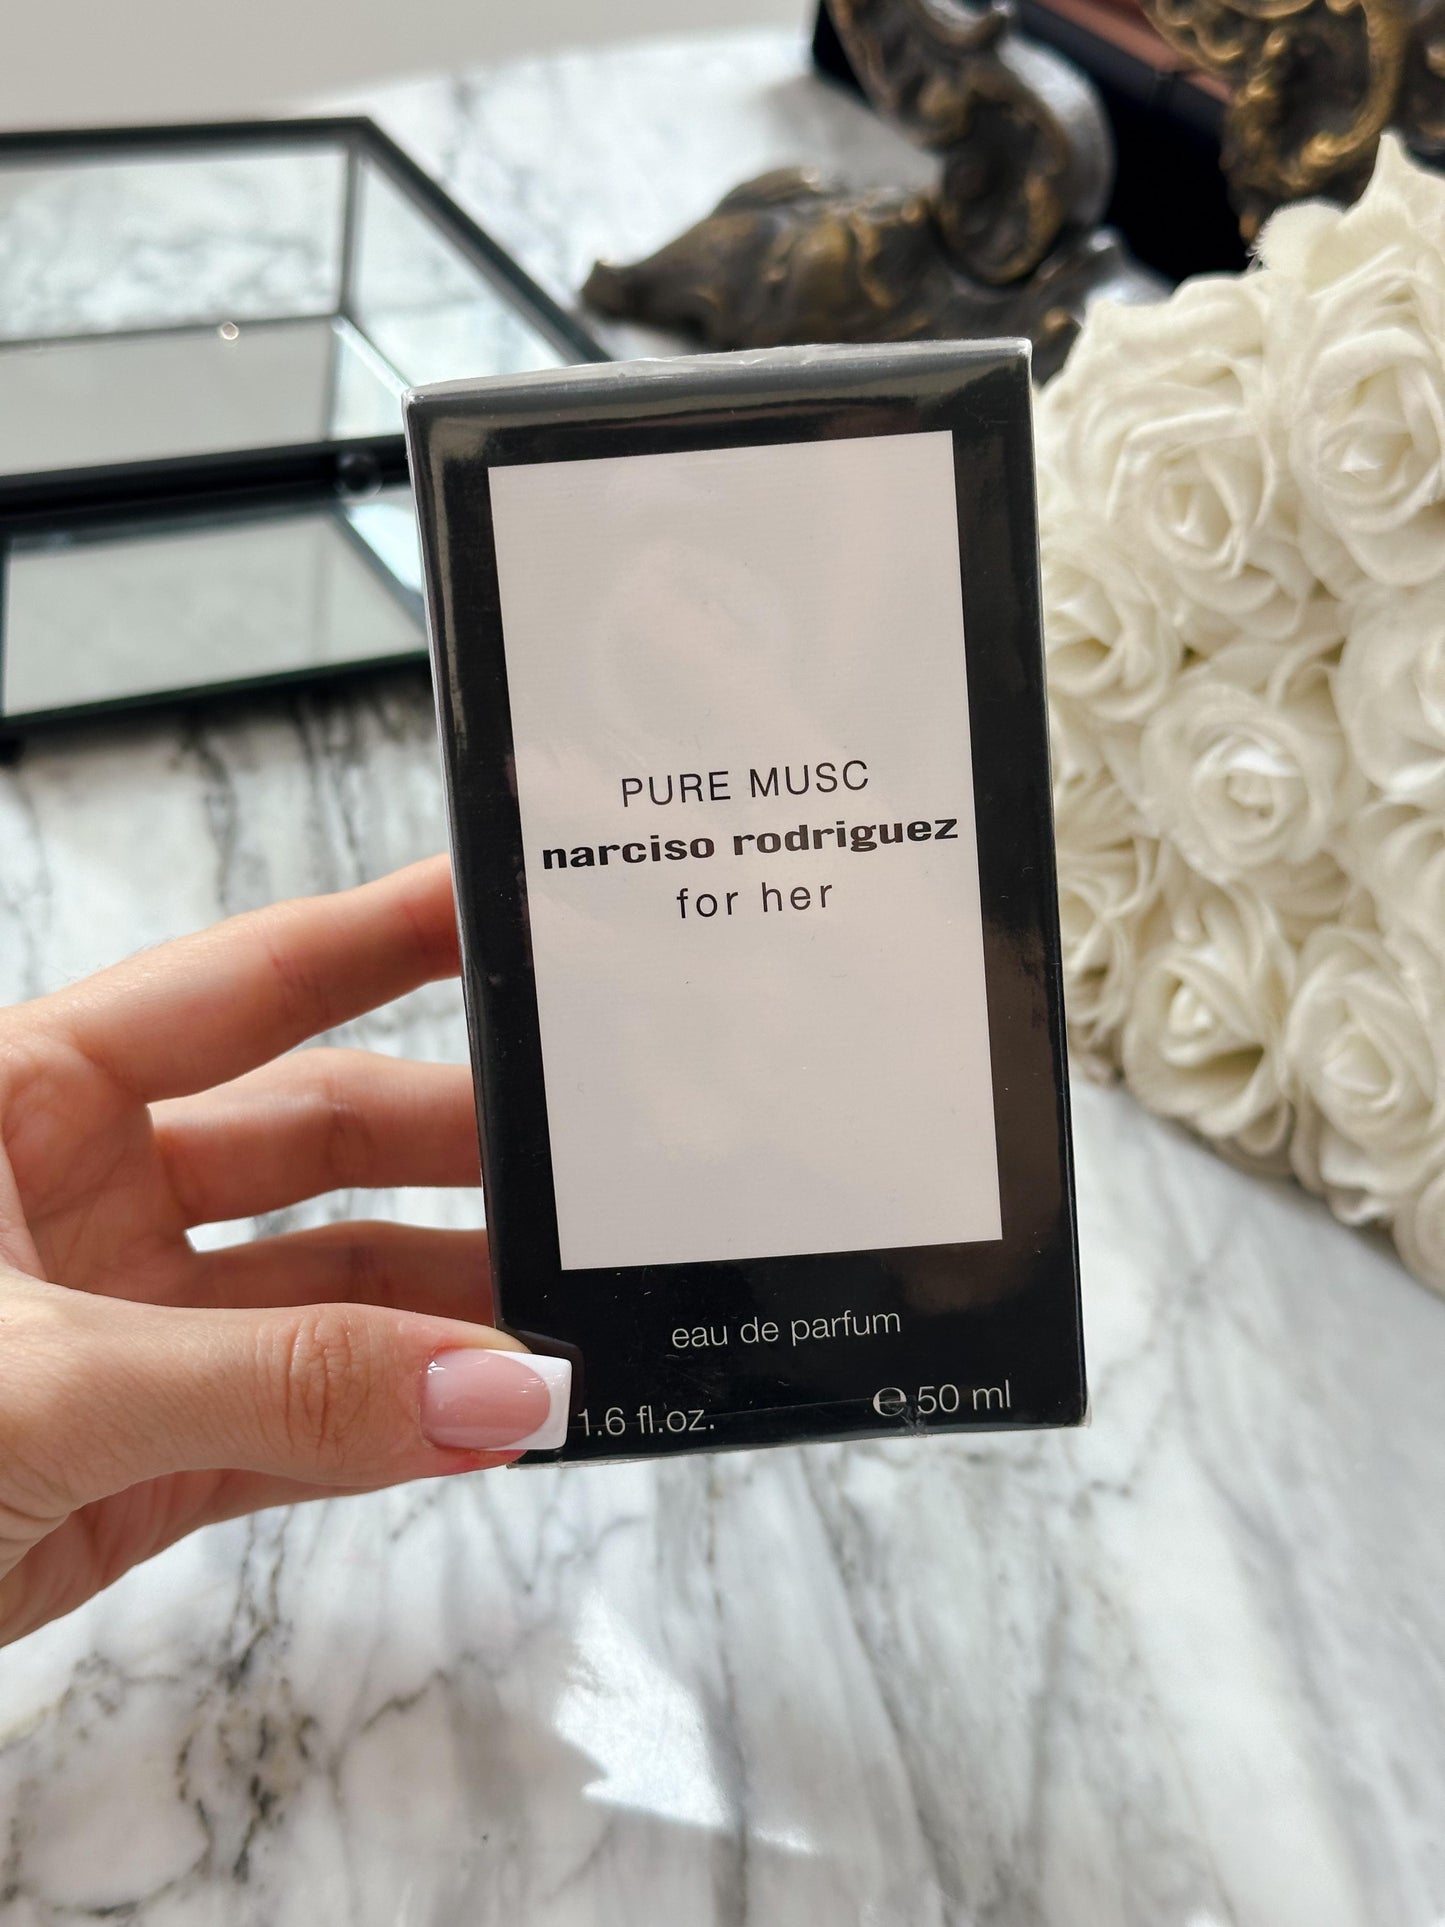 PURE MUSC
narciso rodriguez
for her
eau de parfum
1.6 fl.oz. ℮ 50 ml